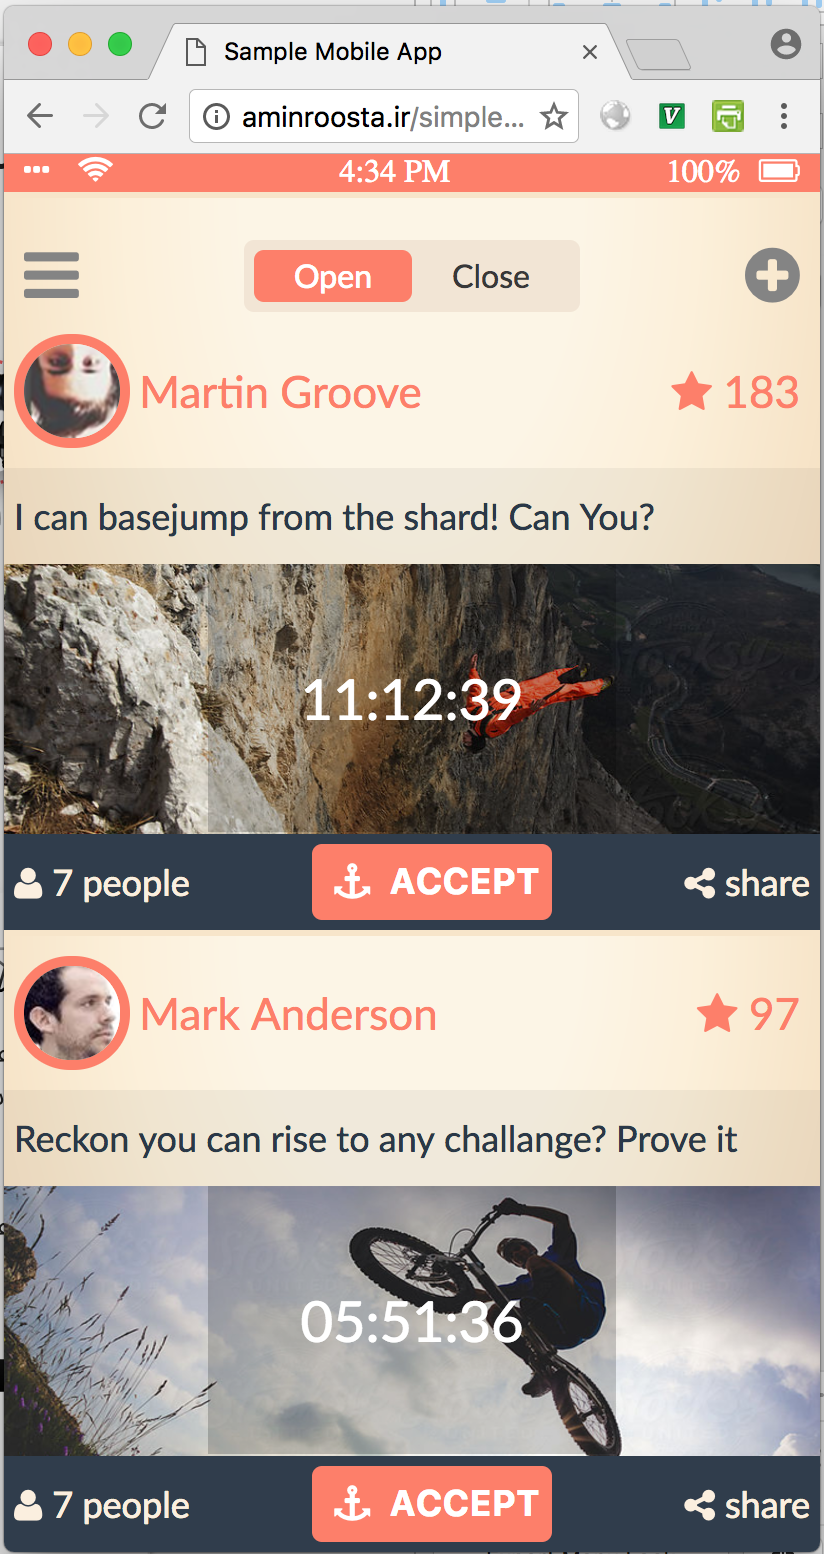 Sample Mobile App
aminroosta.ir/simple...
4:34 PM 100%
Open Close
Martin Groove 183
I can basejump from the shard! Can You?
11:12:39
7 people ACCEPT share
Mark Anderson 97
Reckon you can rise to any challange? Prove it
05:51:36
7 people ACCEPT share